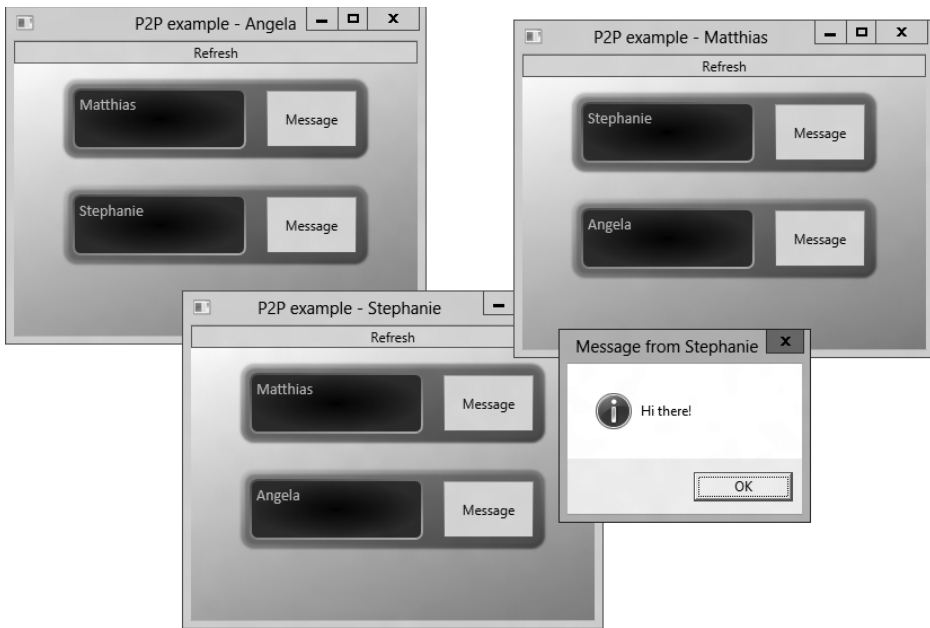 P2P example - Angela
Refresh
Matthias
Message
Stephanie
Message
P2P example - Matthias
Refresh
Stephanie
Message
Angela
Message
P2P example - Stephanie
Refresh
Matthias
Message
Angela
Message
Message from Stephanie
Hi there!
OK